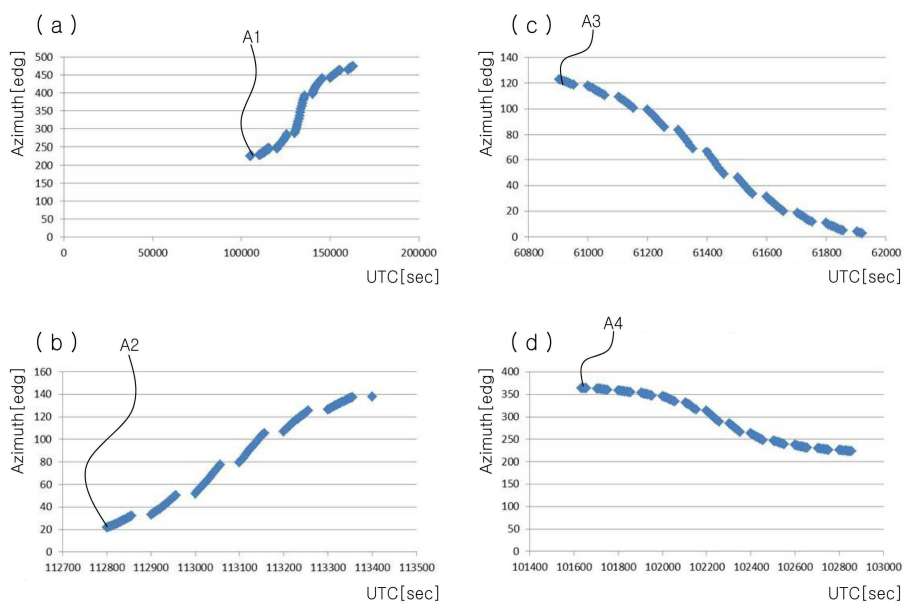 (a)
A1
Azimuth[edg]
500
450
400
350
300
250
200
150
100
50
0
0 50000 100000 150000 200000
UTC[sec]
(c)
A3
Azimuth[edg]
140
120
100
80
60
40
20
0
60800 61000 61200 61400 61600 61800 62000
UTC[sec]
(b)
A2
Azimuth[edg]
160
140
120
100
80
60
40
20
0
112700 112800 112900 113000 113100 113200 113300 113400 113500
UTC[sec]
(d)
A4
Azimuth[edg]
400
350
300
250
200
150
100
50
0
101400 101600 101800 102000 102200 102400 102600 102800 103000
UTC[sec]